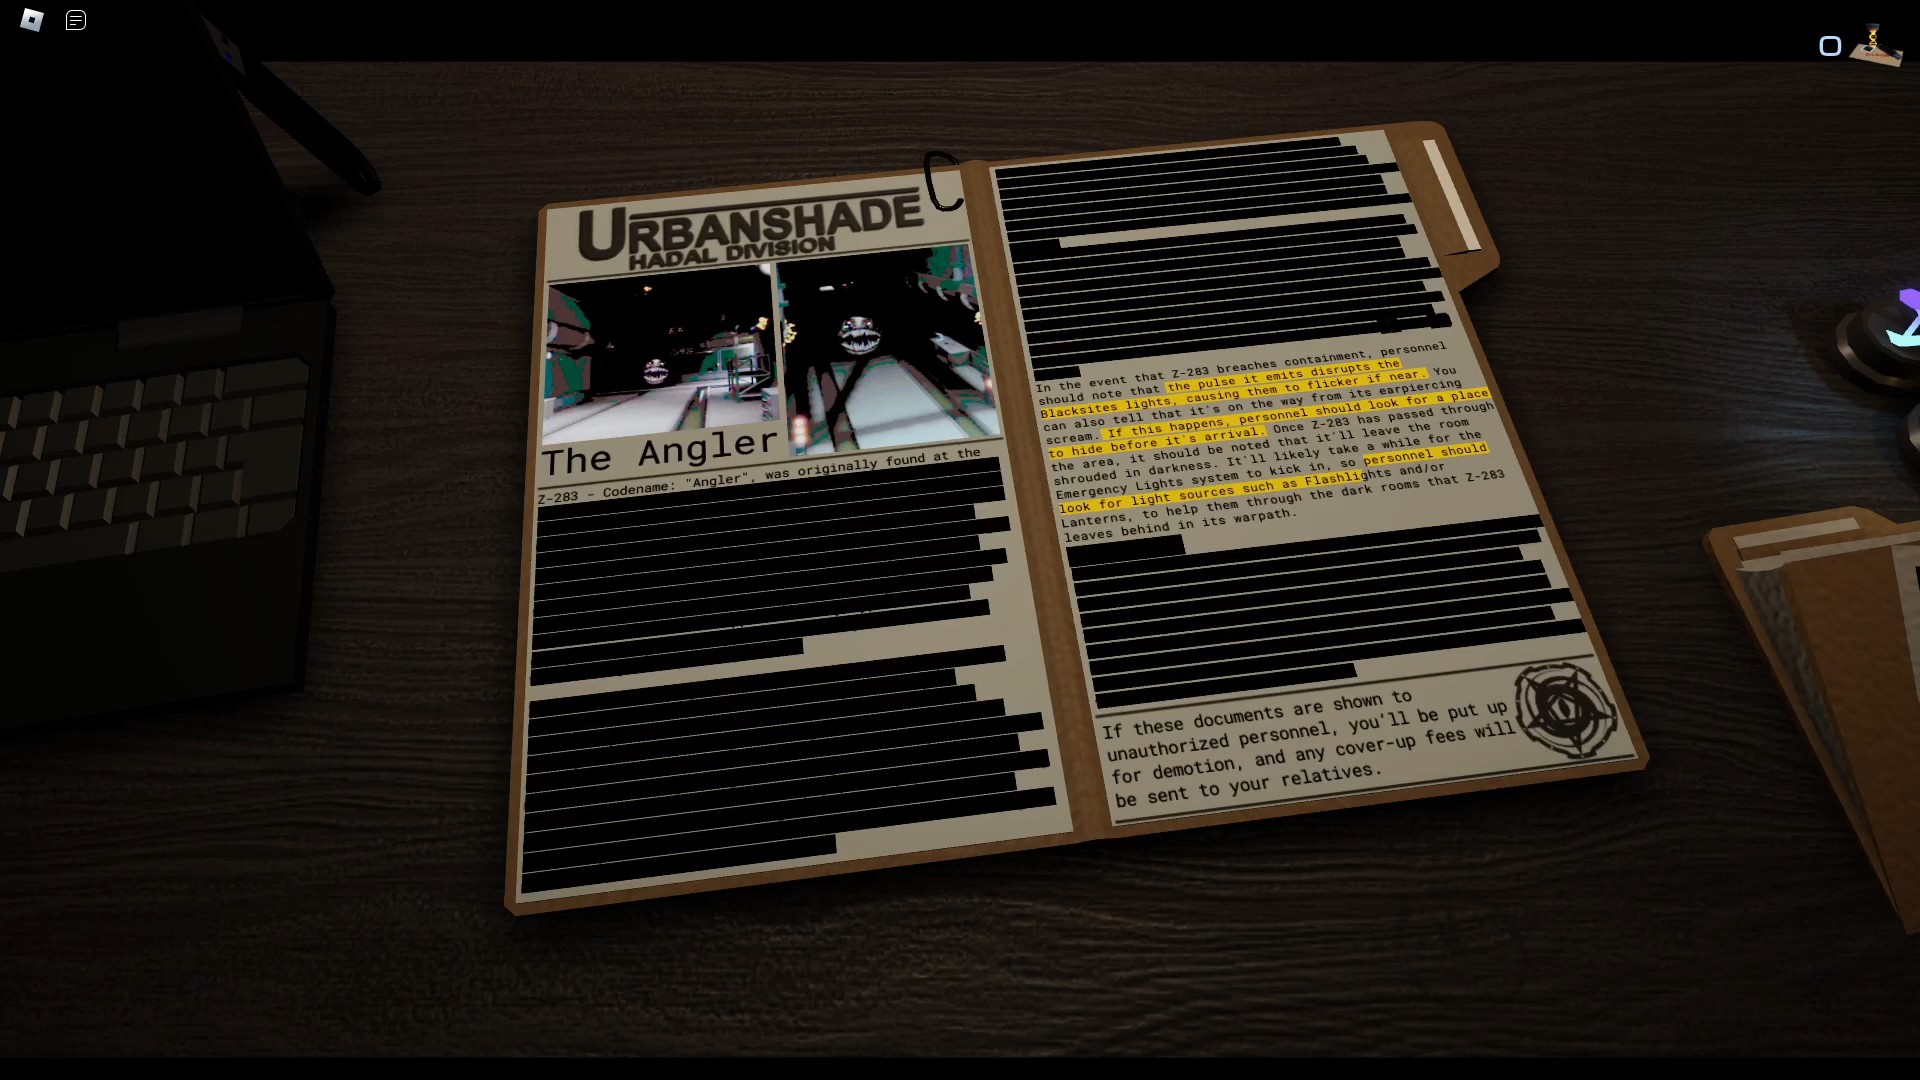 URBANSHADE
HADAL DIVISION
The Angler
Z-283 - Codename: "Angler", was originally found at the
In the event that Z-283 breaches containment, personnel
should note that the pulse it emits disrupts the
Blacksites lights, causing them to flicker if near. You
can also tell that it's on the way from its earpiercing
scream. If this happens, personnel should look for a place
to hide before it's arrival. Once Z-283 has passed through
the area, it should be noted that it'll leave the room
shrouded in darkness. It'll likely take a while for the
Emergency Lights system to kick in, so personnel should
look for light sources such as Flashlights and/or
Lanterns, to help them through the dark rooms that Z-283
leaves behind in its warpath.
If these documents are shown to
unauthorized personnel, you'll be put up
for demotion, and any cover-up fees will
be sent to your relatives.